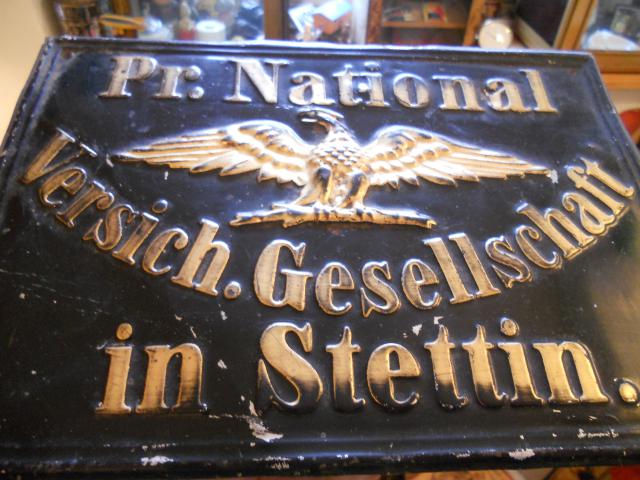 Pr. National
Versich. Gesellschaft
in Stettin.